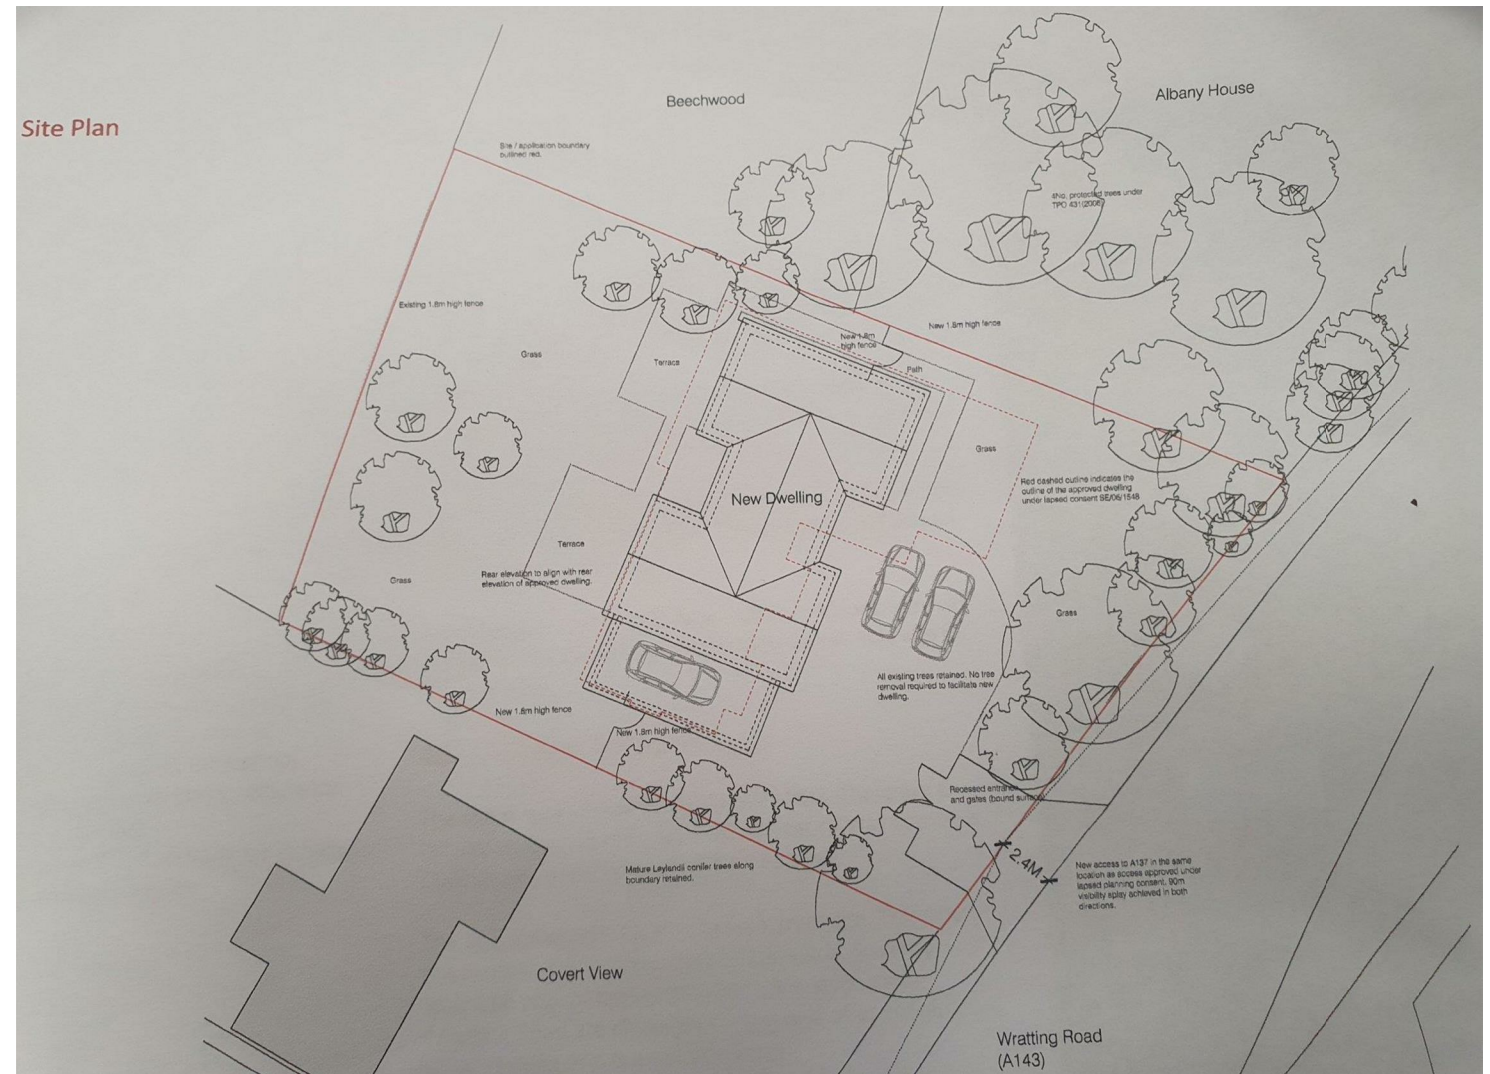 Site Plan
Beechwood
Albany House
Site / application boundary
outlined red.
4No. protected trees under
TPO 431(2006)
Existing 1.8m high fence
New 1.8m high fence
New 1.8m
high fence
Grass
Terrace
Path
Grass
Red dashed outline indicates the
outline of the approved dwelling
under lapsed consent SE/06/1548
New Dwelling
Terrace
Rear elevation to align with rear
elevation of approved dwelling.
Grass
Grass
All existing trees retained. No tree
removal required to facilitate new
dwelling.
New 1.8m high fence
New 1.8m high fence
Recessed entrance
and gates (bound surface)
2.4M
New access to A137 in the same
location as access approved under
lapsed planning consent. 90m
visibility splay achieved in both
directions.
Mature Leylandii conifer trees along
boundary retained.
Covert View
Wratting Road
(A143)